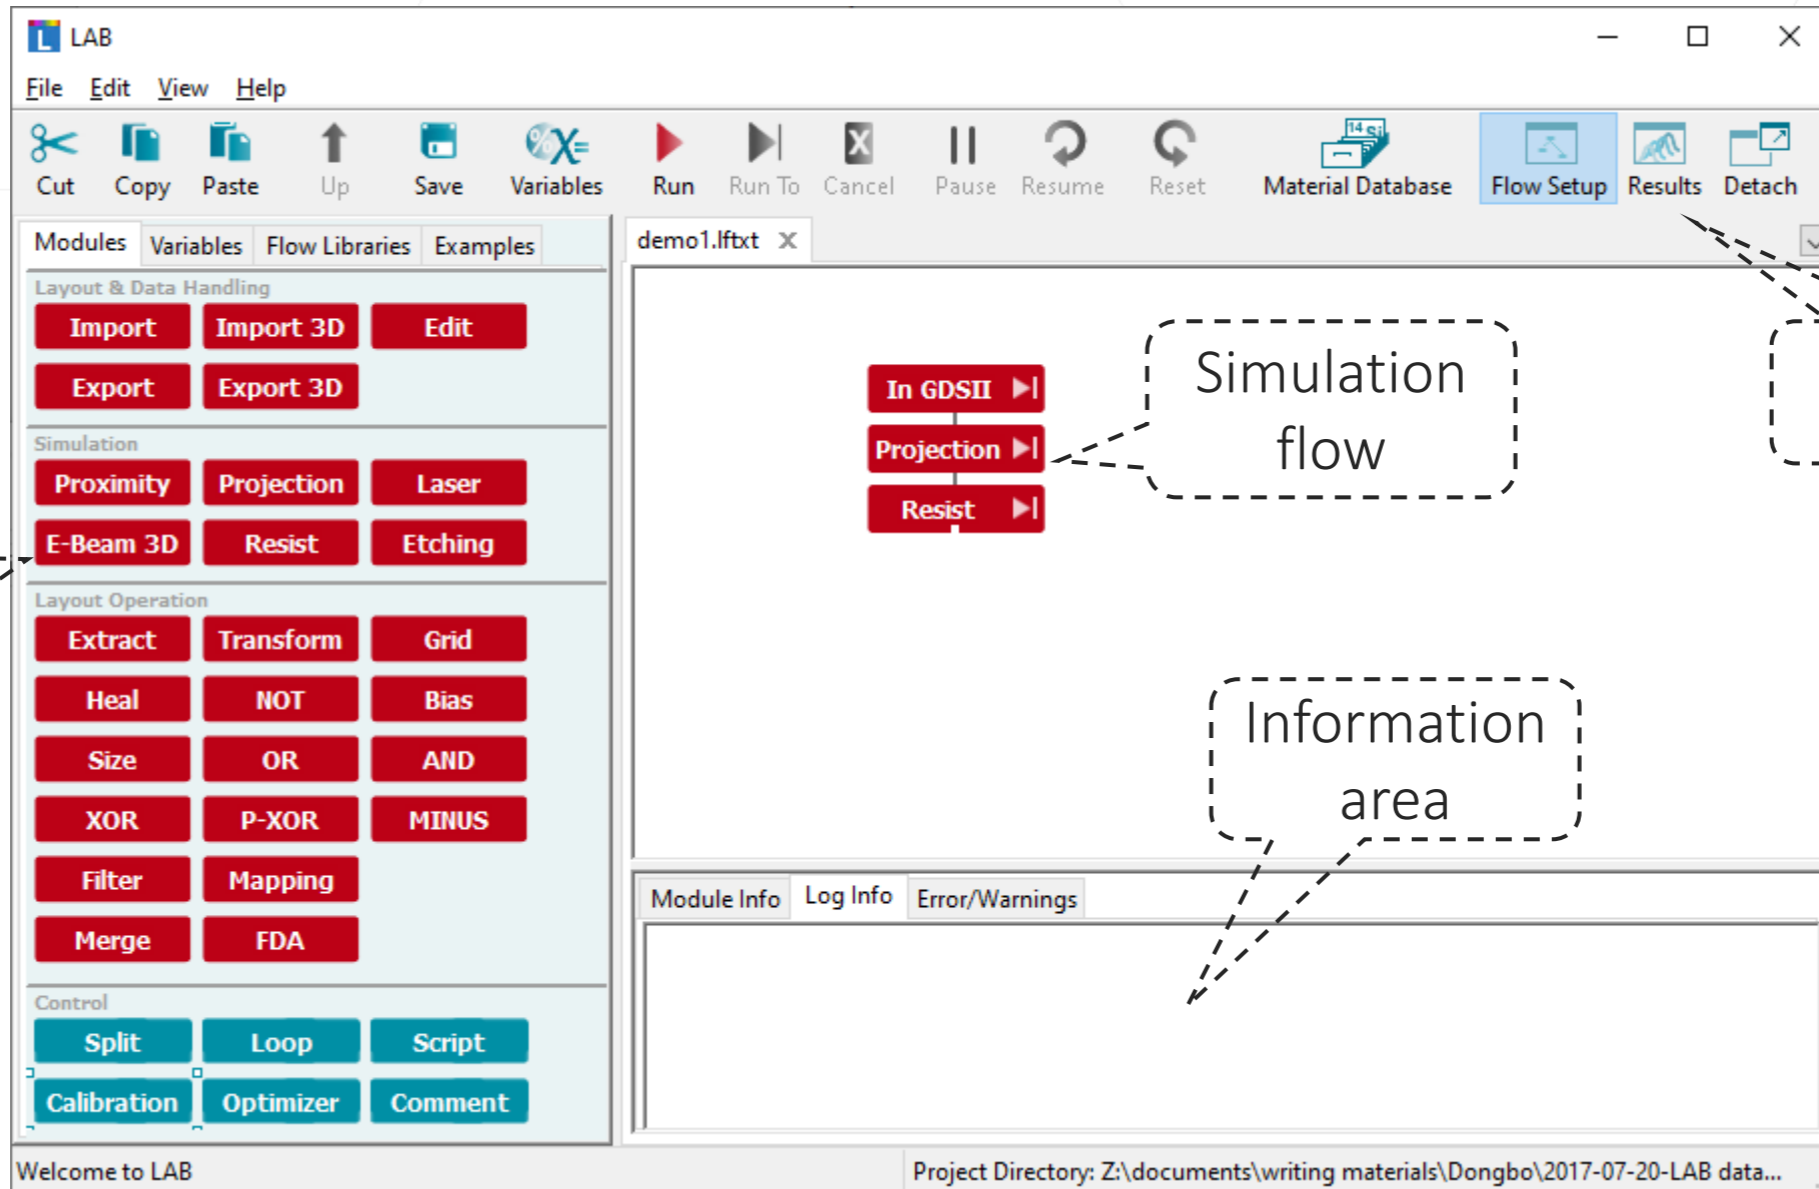 LAB
File Edit View Help
Cut Copy Paste Up Save Variables Run Run To Cancel Pause Resume Reset Material Database Flow Setup Results Detach
Modules Variables Flow Libraries Examples
demo1.lftxt
Layout & Data Handling
Import Import 3D Edit
Export Export 3D
Simulation
Proximity Projection Laser
E-Beam 3D Resist Etching
Layout Operation
Extract Transform Grid
Heal NOT Bias
Size OR AND
XOR P-XOR MINUS
Filter Mapping
Merge FDA
Control
Split Loop Script
Calibration Optimizer Comment
In GDSII
Projection
Resist
Simulation
flow
Information
area
Module Info Log Info Error/Warnings
Welcome to LAB
Project Directory: Z:\documents\writing materials\Dongbo\2017-07-20-LAB data...